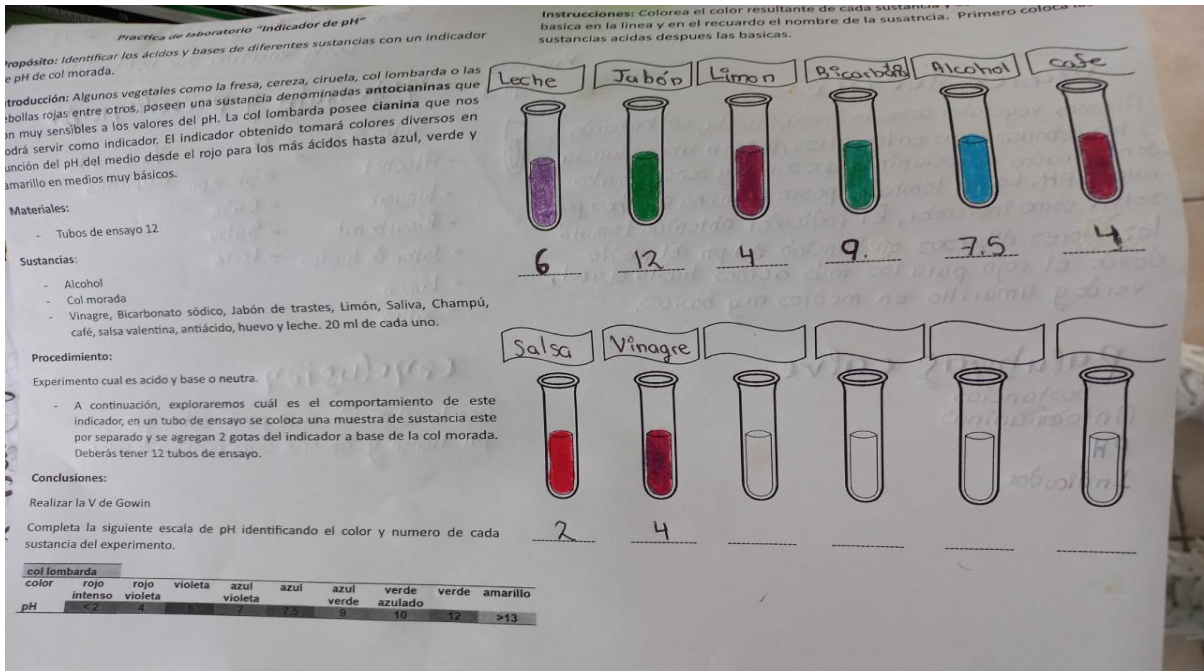 Practica de laboratorio "Indicador de pH"
Propósito: Identificar los ácidos y bases de diferentes sustancias con un indicador
e pH de col morada.
ntroducción: Algunos vegetales como la fresa, cereza, ciruela, col lombarda o las
ebollas rojas entre otros, poseen una sustancia denominadas antocianinas que
on muy sensibles a los valores del pH. La col lombarda posee cianina que nos
odrá servir como indicador. El indicador obtenido tomará colores diversos en
unción del pH del medio desde el rojo para los más ácidos hasta azul, verde y
amarillo en medios muy básicos.
Materiales:
- Tubos de ensayo 12
Sustancias:
- Alcohol
- Col morada
- Vinagre, Bicarbonato sódico, Jabón de trastes, Limón, Saliva, Champú,
café, salsa valentina, antiácido, huevo y leche. 20 ml de cada uno.
Procedimiento:
Experimento cual es acido y base o neutra.
- A continuación, exploraremos cuál es el comportamiento de este
indicador, en un tubo de ensayo se coloca una muestra de sustancia este
por separado y se agregan 2 gotas del indicador a base de la col morada.
Deberás tener 12 tubos de ensayo.
Conclusiones:
Realizar la V de Gowin
Completa la siguiente escala de pH identificando el color y numero de cada
sustancia del experimento.
col lombarda
color rojo intenso rojo violeta violeta azul violeta azul azul verde verde azulado verde amarillo
pH <2 4 6 7 7.5 9 10 12 >13
Instrucciones: Colorea el color resultante de cada sustancia y
basica en la linea y en el recuardo el nombre de la susatncia. Primero coloca
sustancias acidas despues las basicas.
Leche Jabón Limon Alcohol cafe
6 12 4 9. 7.5 4
Salsa Vinagre
2 4